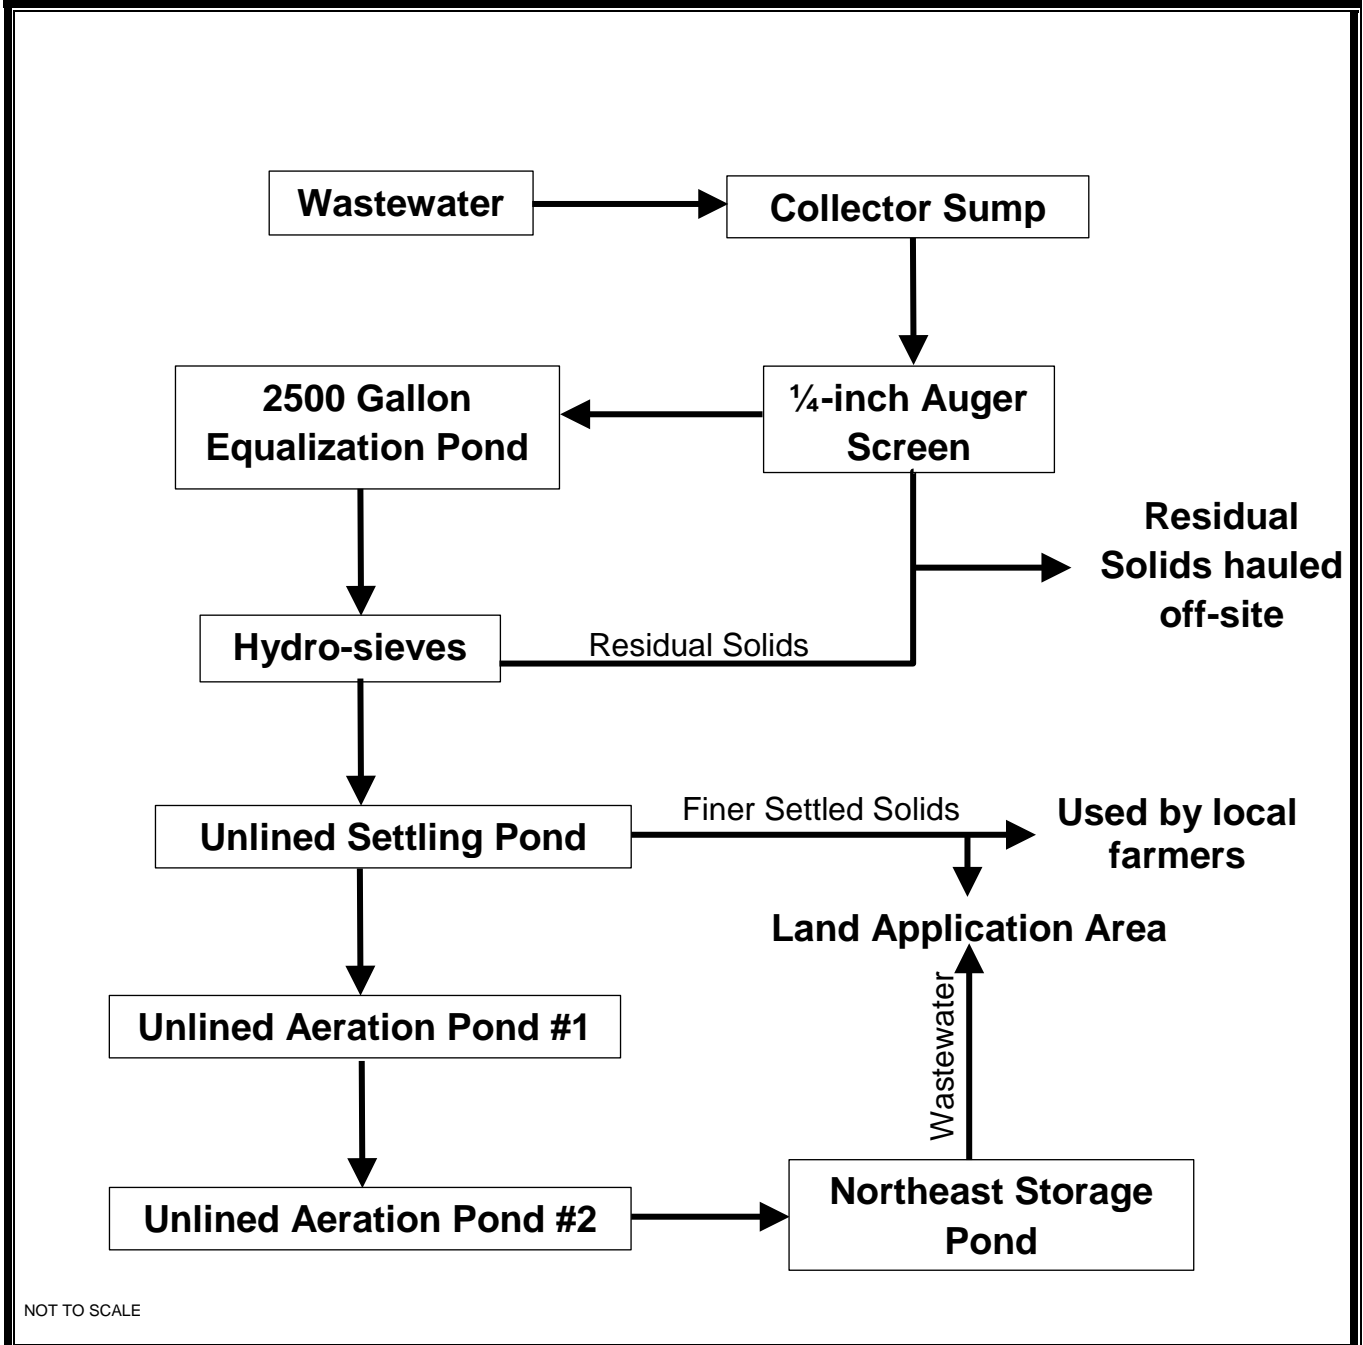 Wastewater
Collector Sump
2500 Gallon
Equalization Pond
¼-inch Auger
Screen
Residual
Solids hauled
off-site
Hydro-sieves
Residual Solids
Unlined Settling Pond
Finer Settled Solids
Used by local
farmers
Land Application Area
Unlined Aeration Pond #1
Wastewater
Unlined Aeration Pond #2
Northeast Storage
Pond
NOT TO SCALE